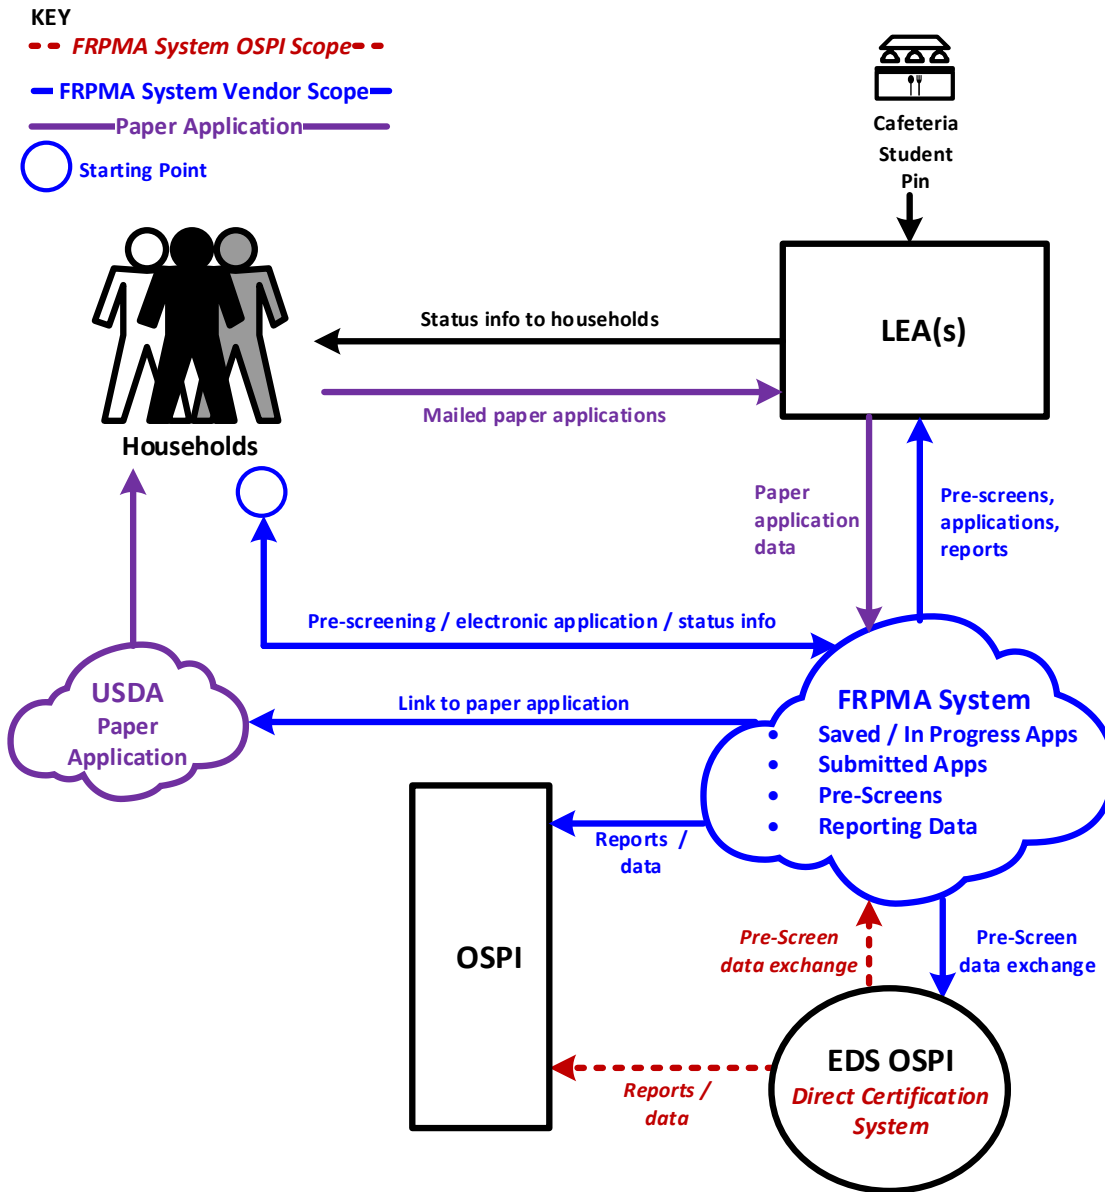 KEY
FRPMA System OSPI Scope
FRPMA System Vendor Scope
Paper Application
Starting Point
Cafeteria
Student
Pin
LEA(s)
Status info to households
Mailed paper applications
Households
Paper
application
data
Pre-screens,
applications,
reports
Pre-screening / electronic application / status info
USDA
Paper
Application
Link to paper application
FRPMA System
• Saved / In Progress Apps
• Submitted Apps
• Pre-Screens
• Reporting Data
Reports /
data
OSPI
Pre-Screen
data exchange
Pre-Screen
data exchange
EDS OSPI
Direct Certification
System
Reports /
data